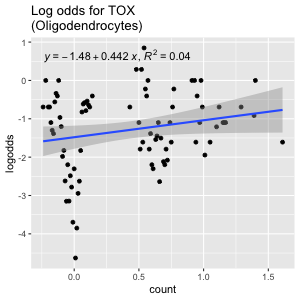 Log odds for TOX
(Oligodendrocytes)
y = −1.48 + 0.442 x, R² = 0.04
1
0
-1
-2
-3
-4
logodds
0.0 0.5 1.0 1.5
count